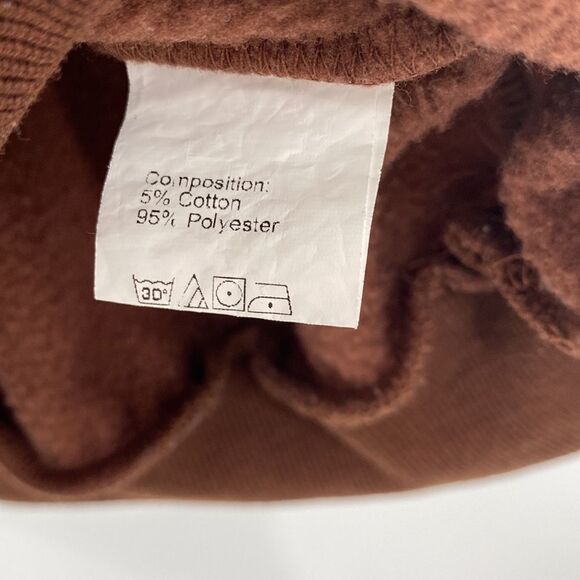 Composition:
5% Cotton
95% Polyester
30°